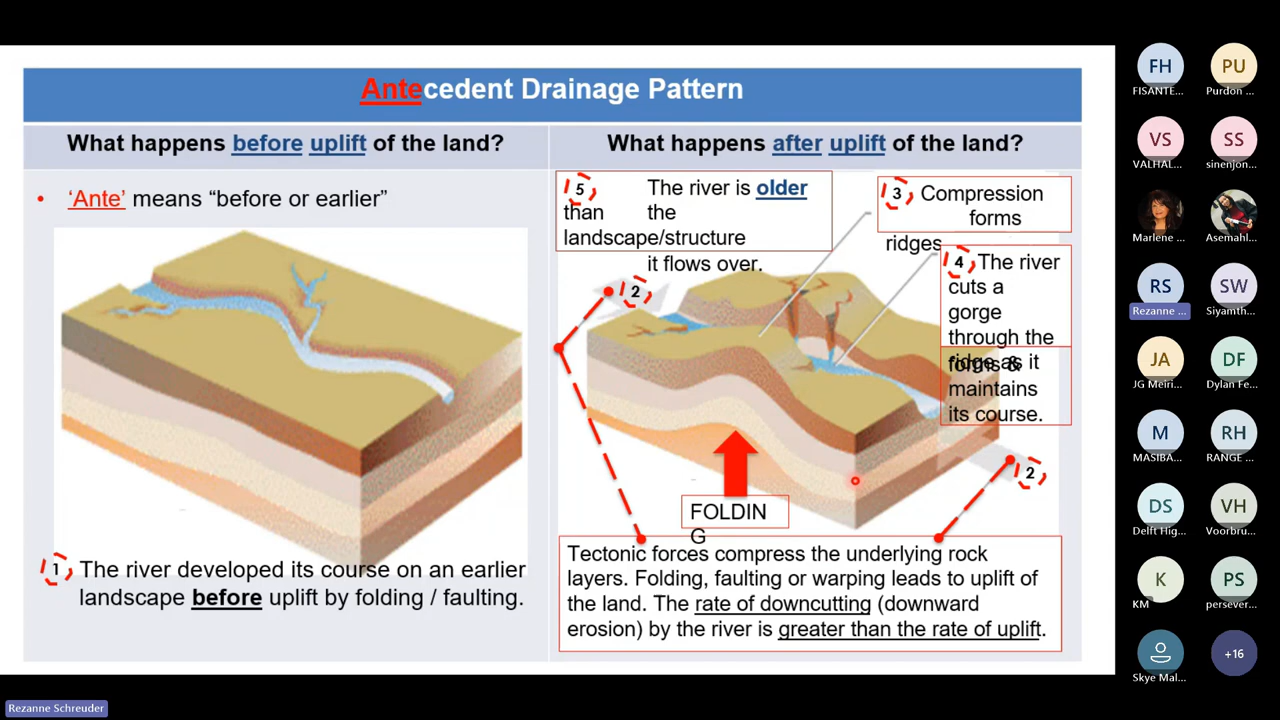 Antecedent Drainage Pattern
What happens before uplift of the land?
What happens after uplift of the land?
• ‘Ante’ means “before or earlier”
1 The river developed its course on an earlier
landscape before uplift by folding / faulting.
5 The river is older
than the
landscape/structure
it flows over.
3 Compression
forms
ridges
4 The river
cuts a
gorge
through the
ridge as it
forms &
maintains
its course.
2
2
FOLDIN
G
Tectonic forces compress the underlying rock
layers. Folding, faulting or warping leads to uplift of
the land. The rate of downcutting (downward
erosion) by the river is greater than the rate of uplift.
FH
FISANTE...
PU
Purdon ...
VS
VALHAL...
SS
sinenjon...
Marlene ...
Asemahl...
RS
Rezanne ...
SW
Siyamth...
JA
JG Meiri...
DF
Dylan Fe...
M
MASIBA...
RH
RANGE ...
DS
Delft Hig...
VH
Voorbru...
K
KM
PS
persever...
Skye Mal...
+16
Rezanne Schreuder